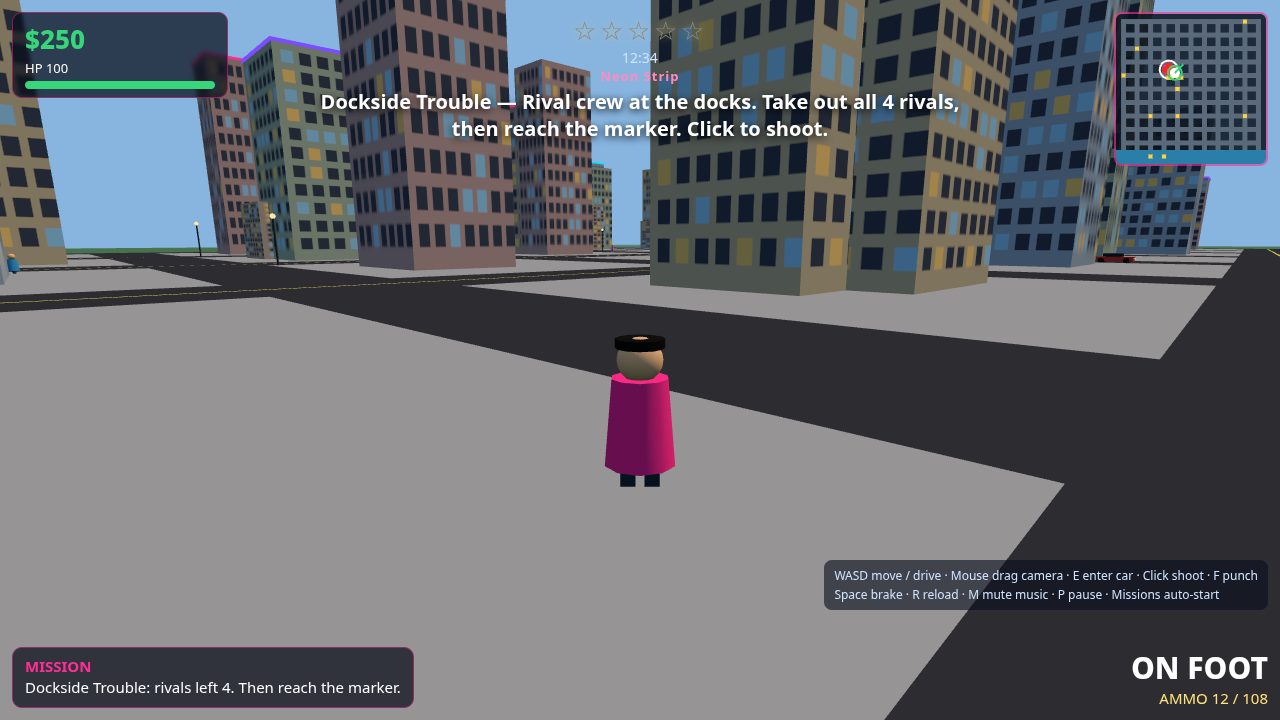 $250
HP 100
☆☆☆☆☆
12:34
Neon Strip
Dockside Trouble — Rival crew at the docks. Take out all 4 rivals,
then reach the marker. Click to shoot.
WASD move / drive · Mouse drag camera · E enter car · Click shoot · F punch
Space brake · R reload · M mute music · P pause · Missions auto-start
MISSION
Dockside Trouble: rivals left 4. Then reach the marker.
ON FOOT
AMMO 12 / 108